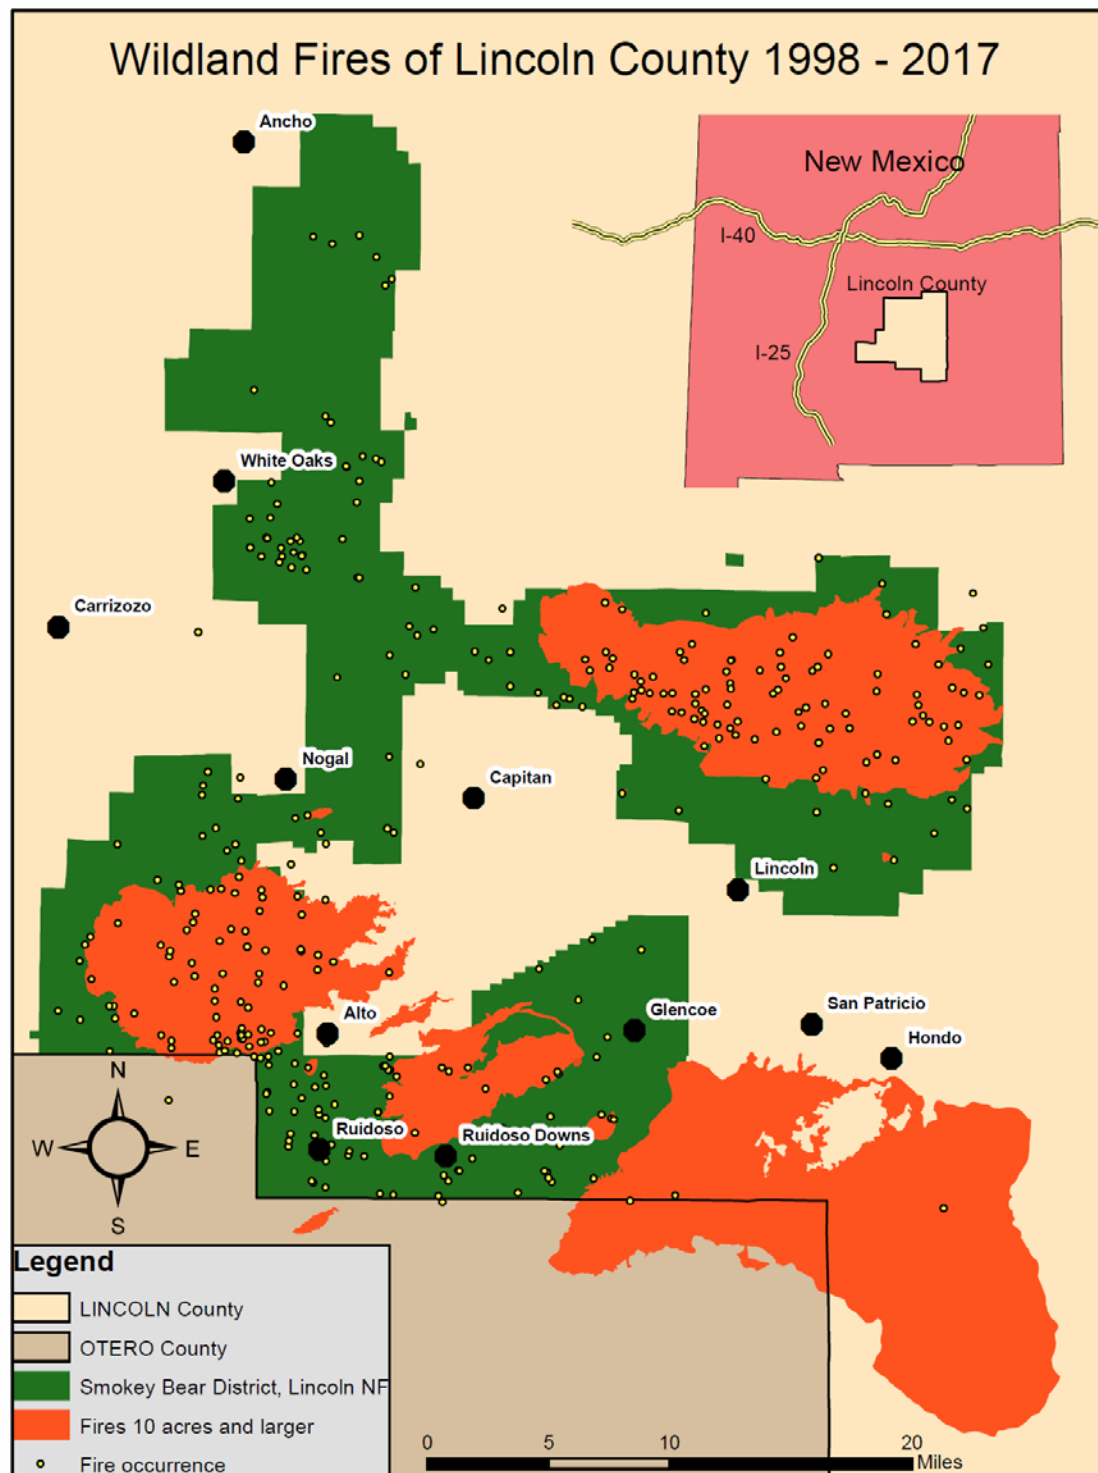 Wildland Fires of Lincoln County 1998 - 2017
Ancho
New Mexico
I-40
Lincoln County
I-25
White Oaks
Carrizozo
Nogal
Capitan
Lincoln
Alto
Glencoe
San Patricio
Hondo
N
W E
S
Ruidoso
Ruidoso Downs
Legend
LINCOLN County
OTERO County
Smokey Bear District, Lincoln NF
Fires 10 acres and larger
Fire occurrence
0 5 10 20
Miles